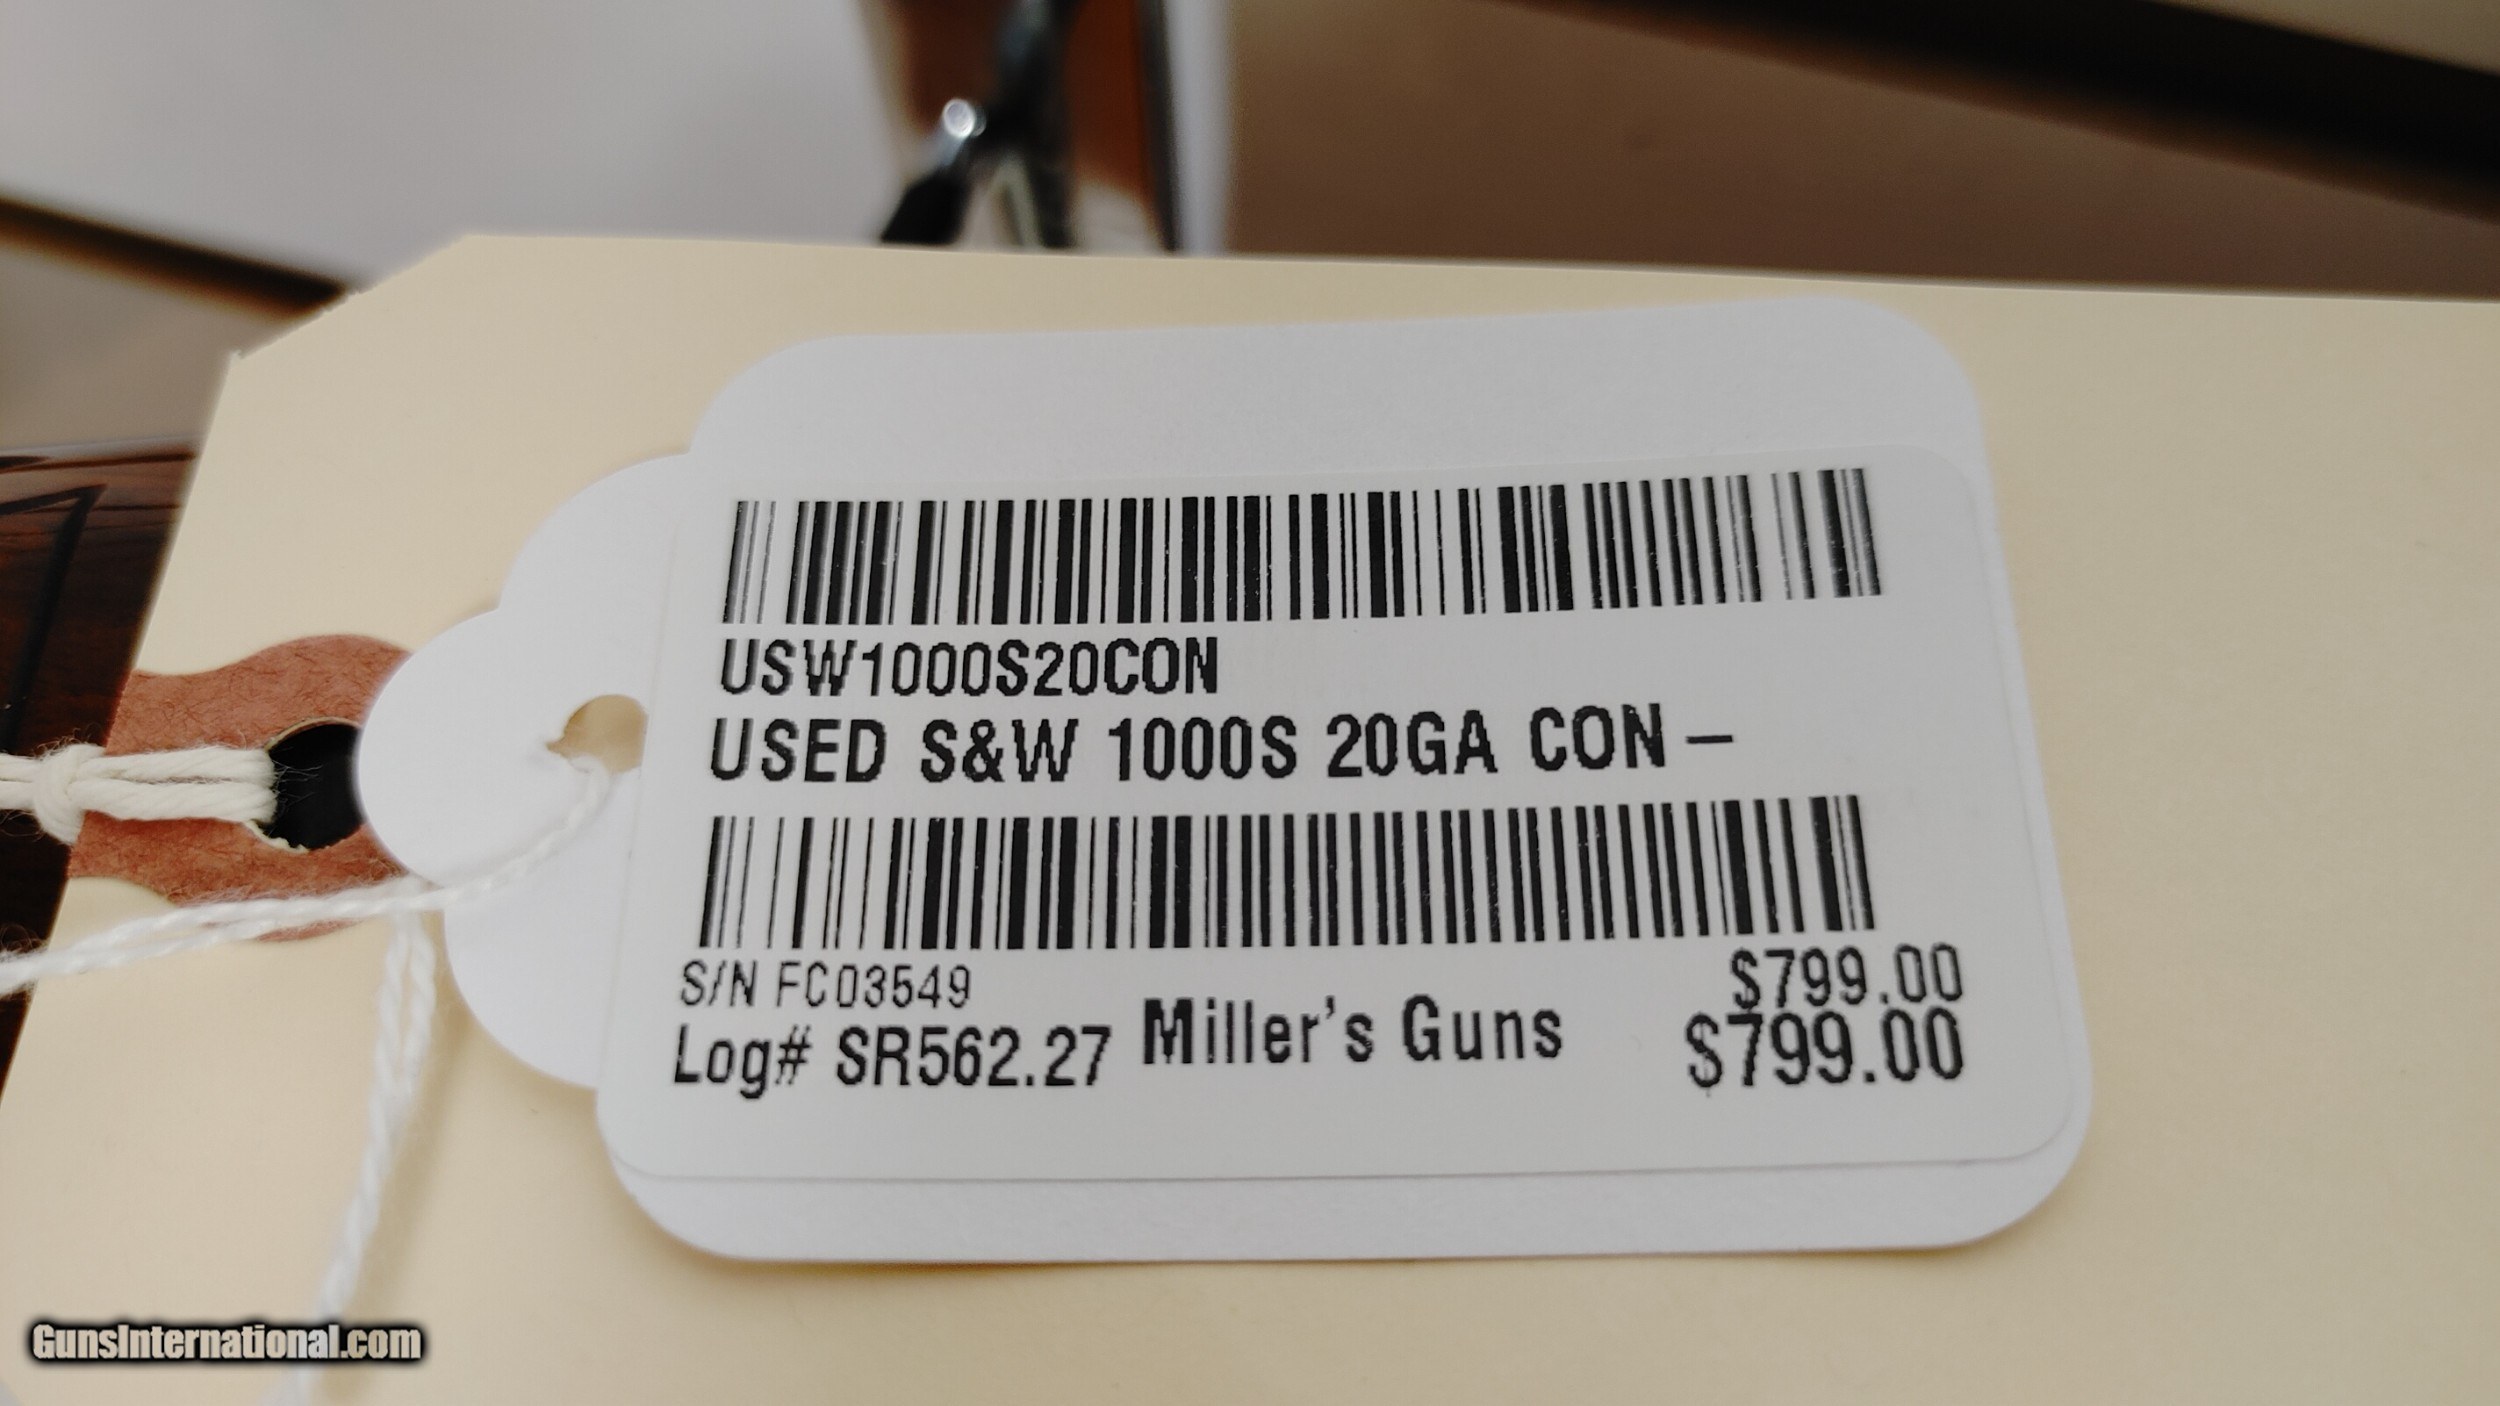 USW1000S20CON
USED S&W 1000S 20GA CON –
S/N FC03549
$799.00
Log# SR562.27 Miller's Guns $799.00
GunsInternational.com